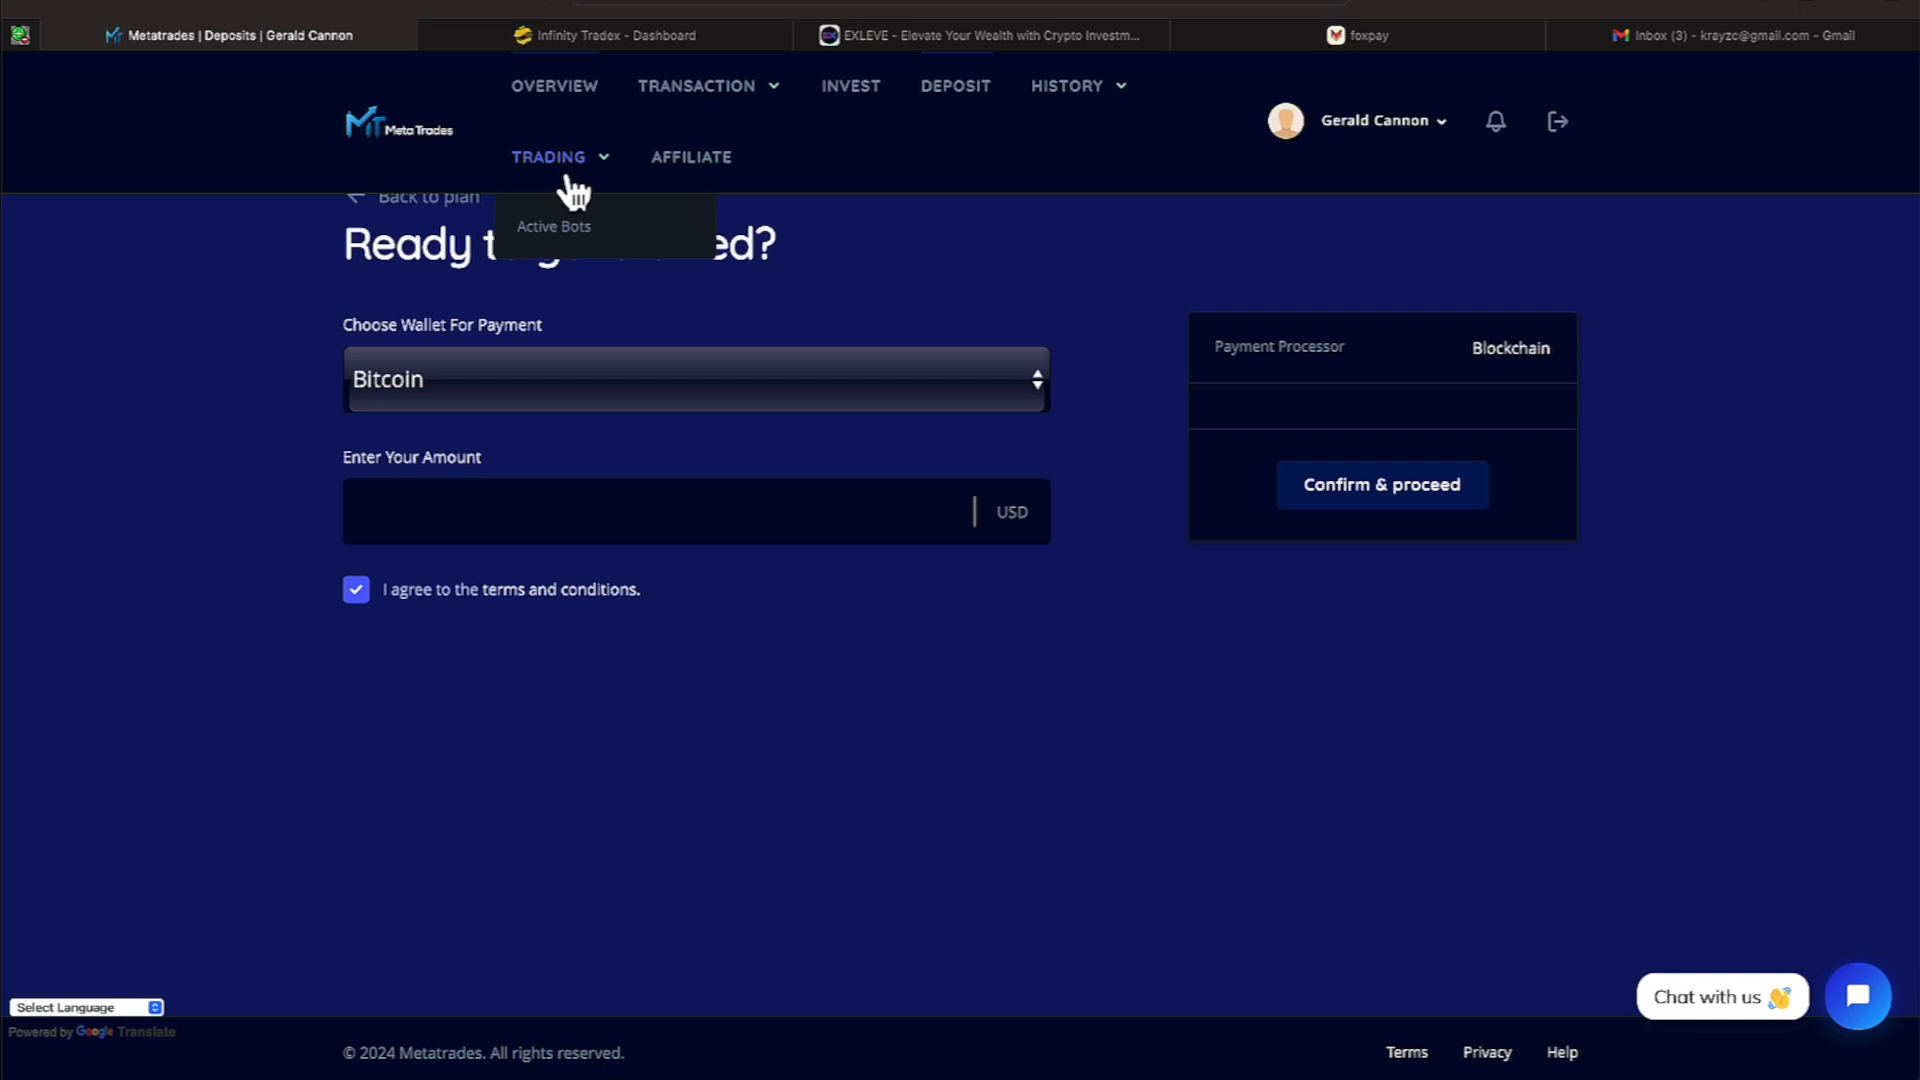 Metatrades | Deposits | Gerald Cannon
Infinity Tradex - Dashboard
EXLEVE - Elevate Your Wealth with Crypto Investm...
foxpay
Inbox (3) - krayzc@gmail.com - Gmail
OVERVIEW
TRANSACTION
INVEST
DEPOSIT
HISTORY
MT MetaTrades
Gerald Cannon
TRADING
AFFILIATE
Back to plan
Active Bots
Ready t ed?
Choose Wallet For Payment
Bitcoin
Payment Processor
Blockchain
Enter Your Amount
USD
Confirm & proceed
I agree to the terms and conditions.
Chat with us 👋
Select Language
Powered by Google Translate
© 2024 Metatrades. All rights reserved.
Terms
Privacy
Help